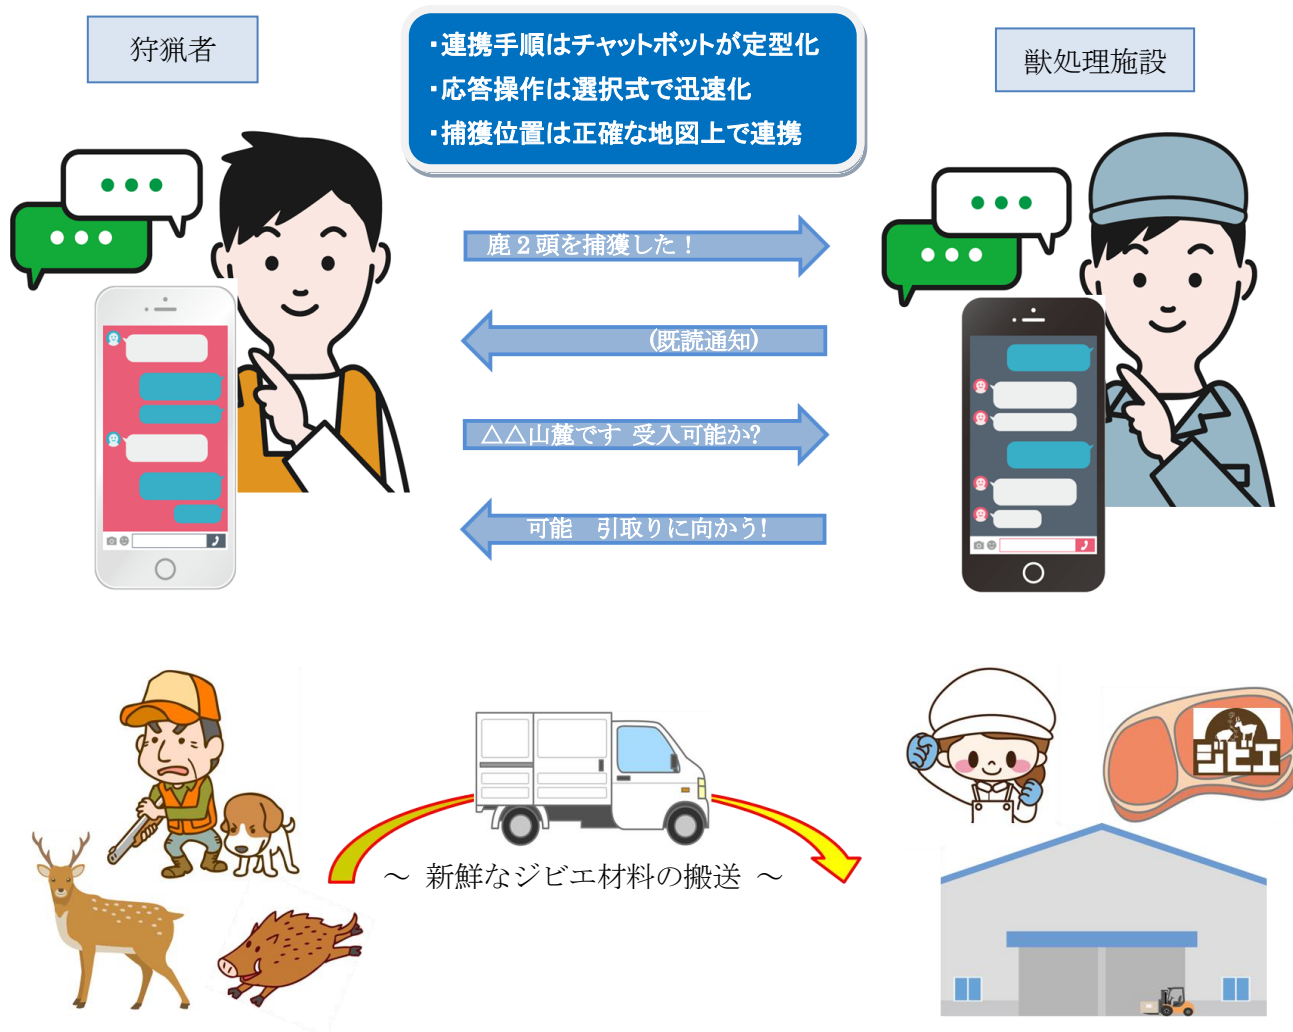 狩猟者
・連携手順はチャットボットが定型化
・応答操作は選択式で迅速化
・捕獲位置は正確な地図上で連携
獣処理施設
鹿２頭を捕獲した！
(既読通知)
△△山麓です 受入可能か?
可能　引取りに向かう!
～ 新鮮なジビエ材料の搬送 ～
ジビエ